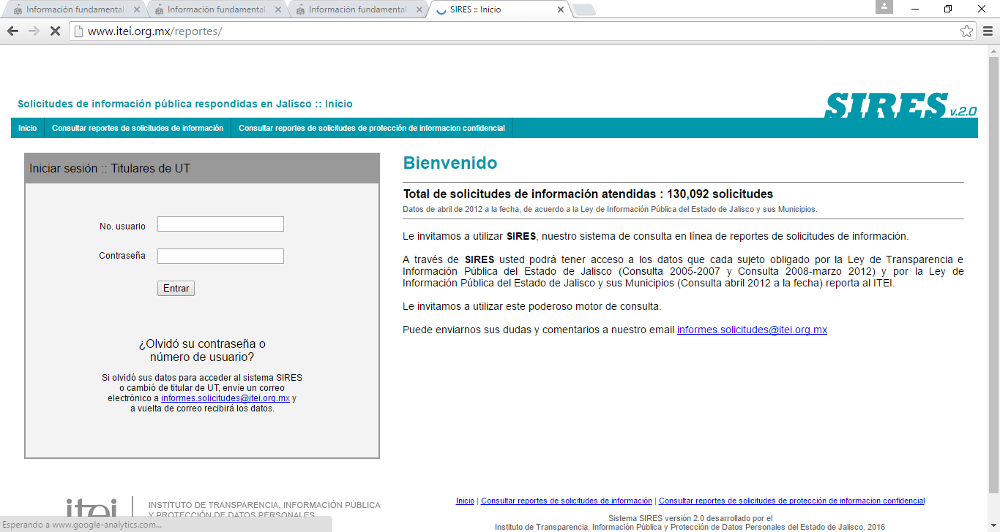 Información fundamental
Información fundamental
Información fundamental
SIRES :: Inicio
www.itei.org.mx/reportes/
Solicitudes de información pública respondidas en Jalisco :: Inicio
SIRES v.2.0
Inicio
Consultar reportes de solicitudes de información
Consultar reportes de solicitudes de protección de informacion confidencial
Iniciar sesión :: Titulares de UT
No. usuario
Contraseña
Entrar
¿Olvidó su contraseña o
número de usuario?
Si olvidó sus datos para acceder al sistema SIRES
o cambió de titular de UT, envíe un correo
electrónico a informes.solicitudes@itei.org.mx y
a vuelta de correo recibirá los datos.
Bienvenido
Total de solicitudes de información atendidas : 130,092 solicitudes
Datos de abril de 2012 a la fecha, de acuerdo a la Ley de Información Pública del Estado de Jalisco y sus Municipios.
Le invitamos a utilizar SIRES, nuestro sistema de consulta en línea de reportes de solicitudes de información.
A través de SIRES usted podrá tener acceso a los datos que cada sujeto obligado por la Ley de Transparencia e
Información Pública del Estado de Jalisco (Consulta 2005-2007 y Consulta 2008-marzo 2012) y por la Ley de
Información Pública del Estado de Jalisco y sus Municipios (Consulta abril 2012 a la fecha) reporta al ITEI.
Le invitamos a utilizar este poderoso motor de consulta.
Puede enviarnos sus dudas y comentarios a nuestro email informes.solicitudes@itei.org.mx
itei
INSTITUTO DE TRANSPARENCIA, INFORMACIÓN PÚBLICA
Y PROTECCIÓN DE DATOS PERSONALES
Inicio | Consultar reportes de solicitudes de información | Consultar reportes de solicitudes de protección de informacion confidencial
Sistema SIRES versión 2.0 desarrollado por el
Instituto de Transparencia, Información Pública y Protección de Datos Personales del Estado de Jalisco. 2016
Esperando a www.google-analytics.com...